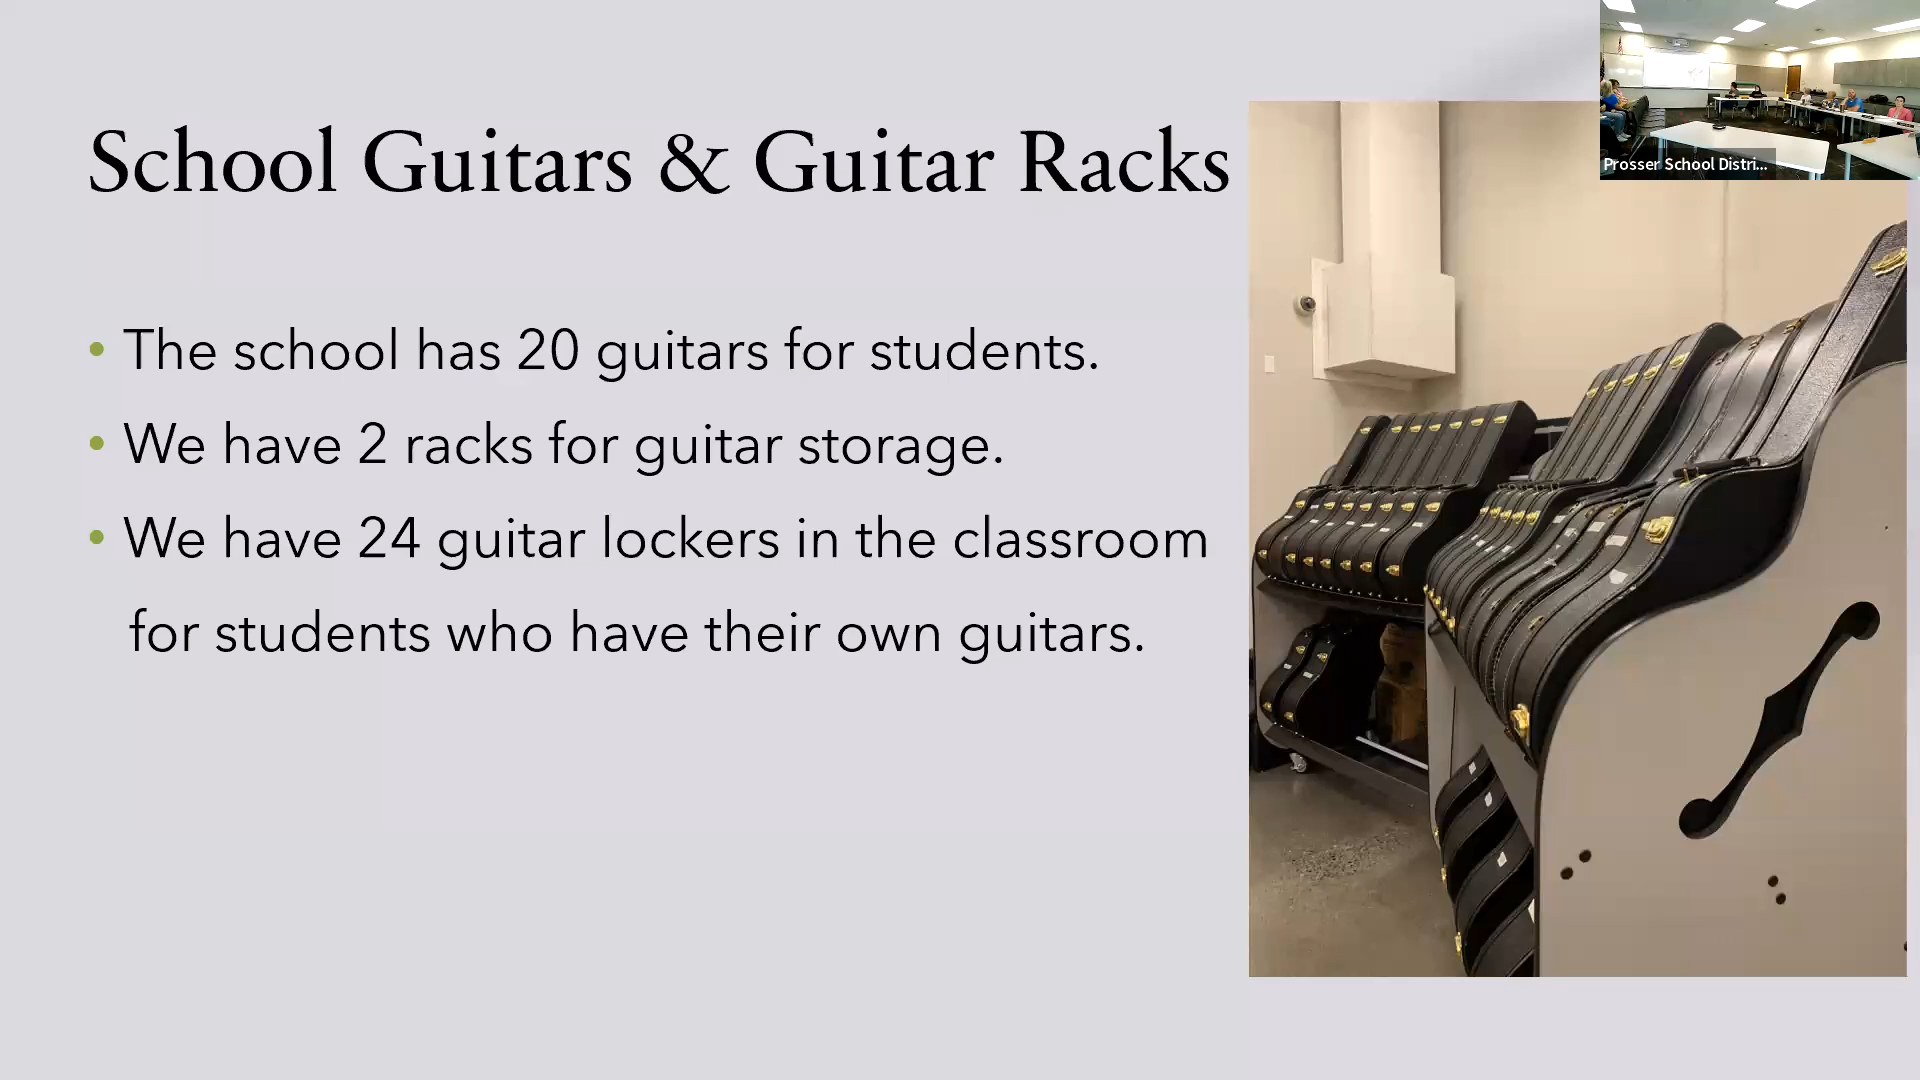 School Guitars & Guitar Racks
• The school has 20 guitars for students.
• We have 2 racks for guitar storage.
• We have 24 guitar lockers in the classroom
for students who have their own guitars.
Prosser School Distri...